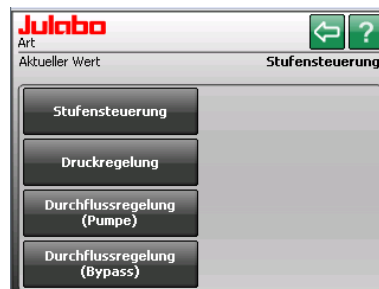 Julabo
Art
Aktueller Wert Stufensteuerung
Stufensteuerung
Druckregelung
Durchflussregelung
(Pumpe)
Durchflussregelung
(Bypass)
?